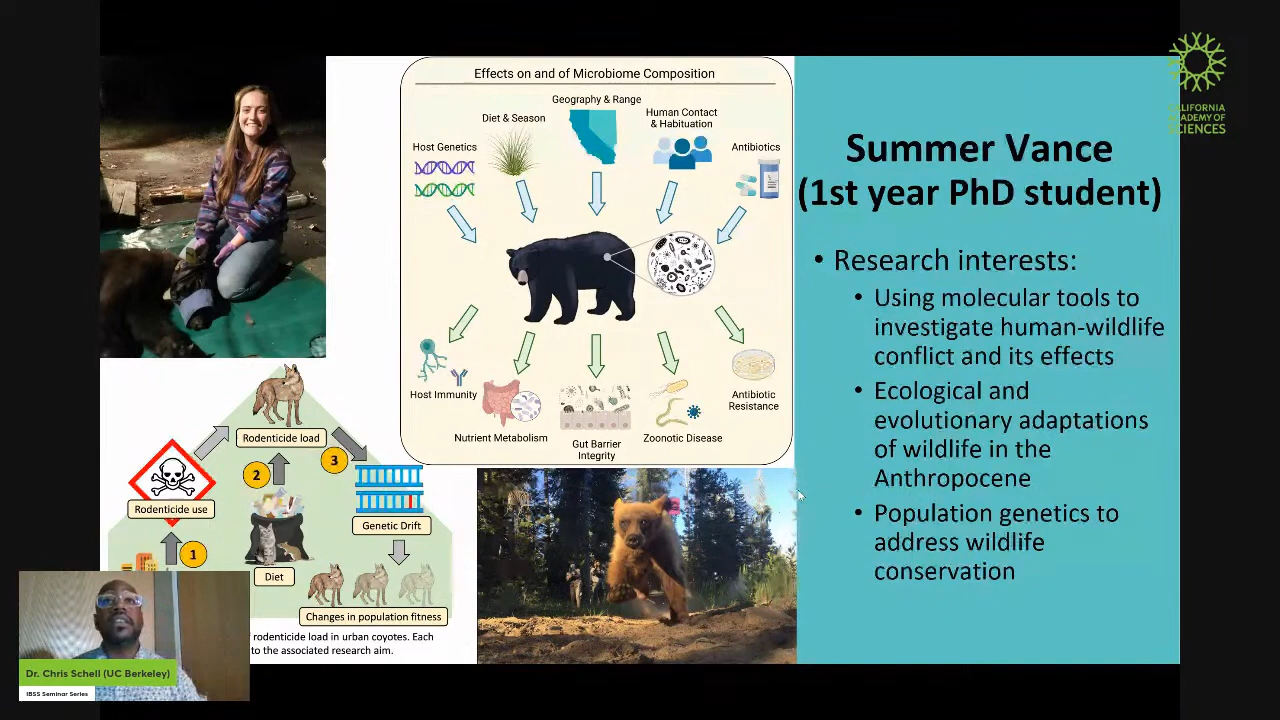 Effects on and of Microbiome Composition
Geography & Range
Diet & Season
Human Contact
& Habituation
Host Genetics
Antibiotics
Host Immunity
Nutrient Metabolism
Gut Barrier
Integrity
Zoonotic Disease
Antibiotic
Resistance
CALIFORNIA
ACADEMY OF
SCIENCES
Summer Vance
(1st year PhD student)
• Research interests:
• Using molecular tools to
investigate human-wildlife
conflict and its effects
• Ecological and
evolutionary adaptations
of wildlife in the
Anthropocene
• Population genetics to
address wildlife
conservation
Rodenticide load
3
2
Rodenticide use
Genetic Drift
1
Diet
Changes in population fitness
rodenticide load in urban coyotes. Each
to the associated research aim.
Dr. Chris Schell (UC Berkeley)
IBSS Seminar Series